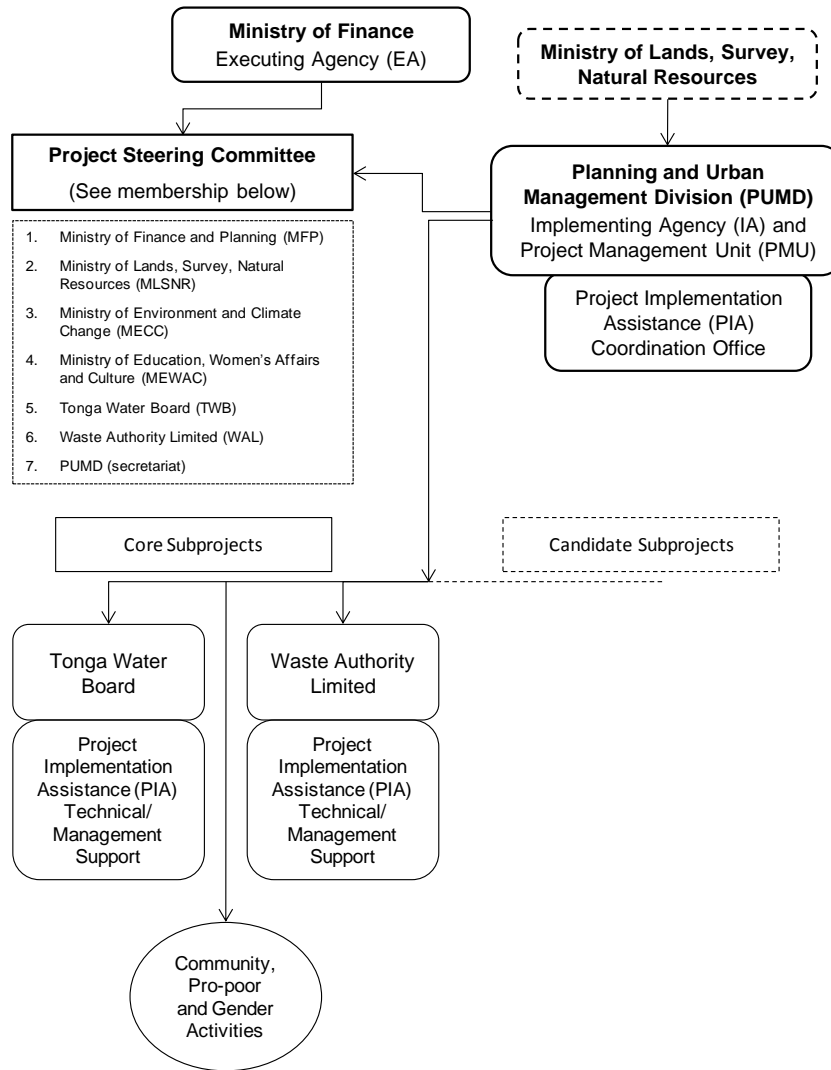 Ministry of Finance
Executing Agency (EA)
Ministry of Lands, Survey,
Natural Resources
Project Steering Committee
(See membership below)
Planning and Urban
Management Division (PUMD)
Implementing Agency (IA) and
Project Management Unit (PMU)
Project Implementation
Assistance (PIA)
Coordination Office
1. Ministry of Finance and Planning (MFP)
2. Ministry of Lands, Survey, Natural
Resources (MLSNR)
3. Ministry of Environment and Climate
Change (MECC)
4. Ministry of Education, Women's Affairs
and Culture (MEWAC)
5. Tonga Water Board (TWB)
6. Waste Authority Limited (WAL)
7. PUMD (secretariat)
Core Subprojects
Candidate Subprojects
Tonga Water
Board
Project
Implementation
Assistance (PIA)
Technical/
Management
Support
Waste Authority
Limited
Project
Implementation
Assistance (PIA)
Technical/
Management
Support
Community,
Pro-poor
and Gender
Activities